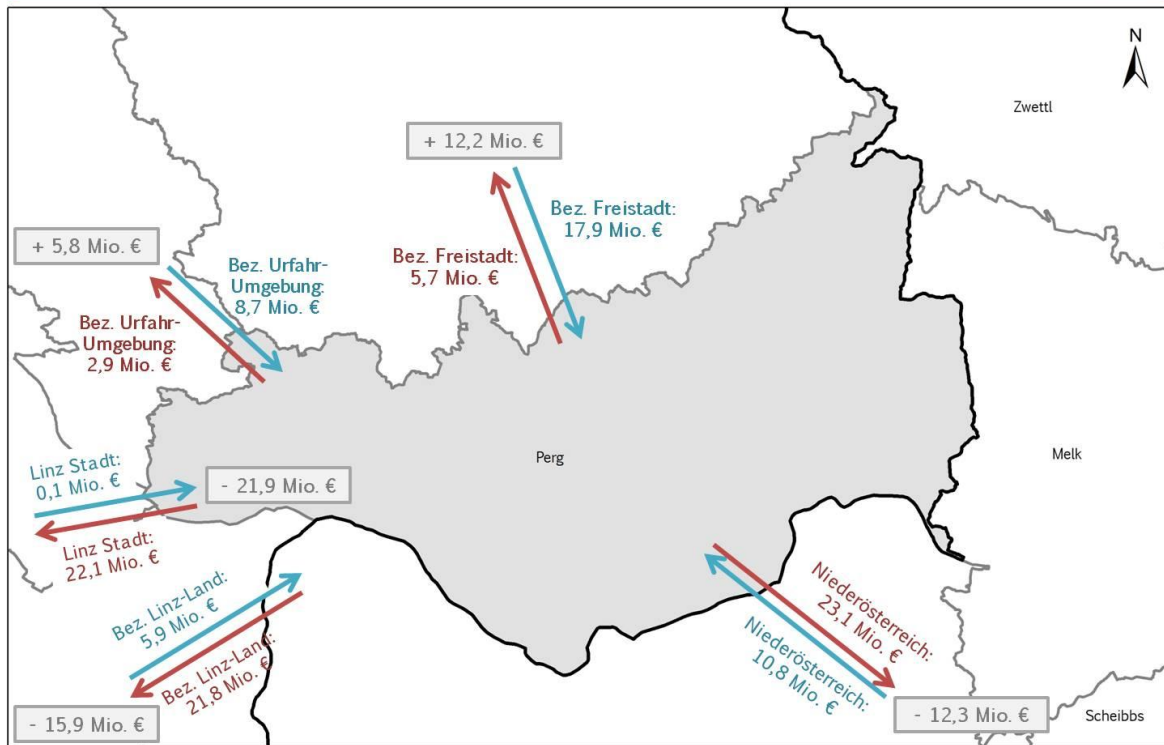 N
Zwettl
+ 12,2 Mio. €
Bez. Freistadt:
17,9 Mio. €
Bez. Freistadt:
5,7 Mio. €
+ 5,8 Mio. €
Bez. Urfahr-
Umgebung:
8,7 Mio. €
Bez. Urfahr-
Umgebung:
2,9 Mio. €
Perg
Melk
Linz Stadt:
0,1 Mio. €
- 21,9 Mio. €
Linz Stadt:
22,1 Mio. €
Bez. Linz-Land:
5,9 Mio. €
Bez. Linz-Land:
21,8 Mio. €
- 15,9 Mio. €
Niederösterreich:
23,1 Mio. €
Niederösterreich:
10,8 Mio. €
- 12,3 Mio. €
Scheibbs